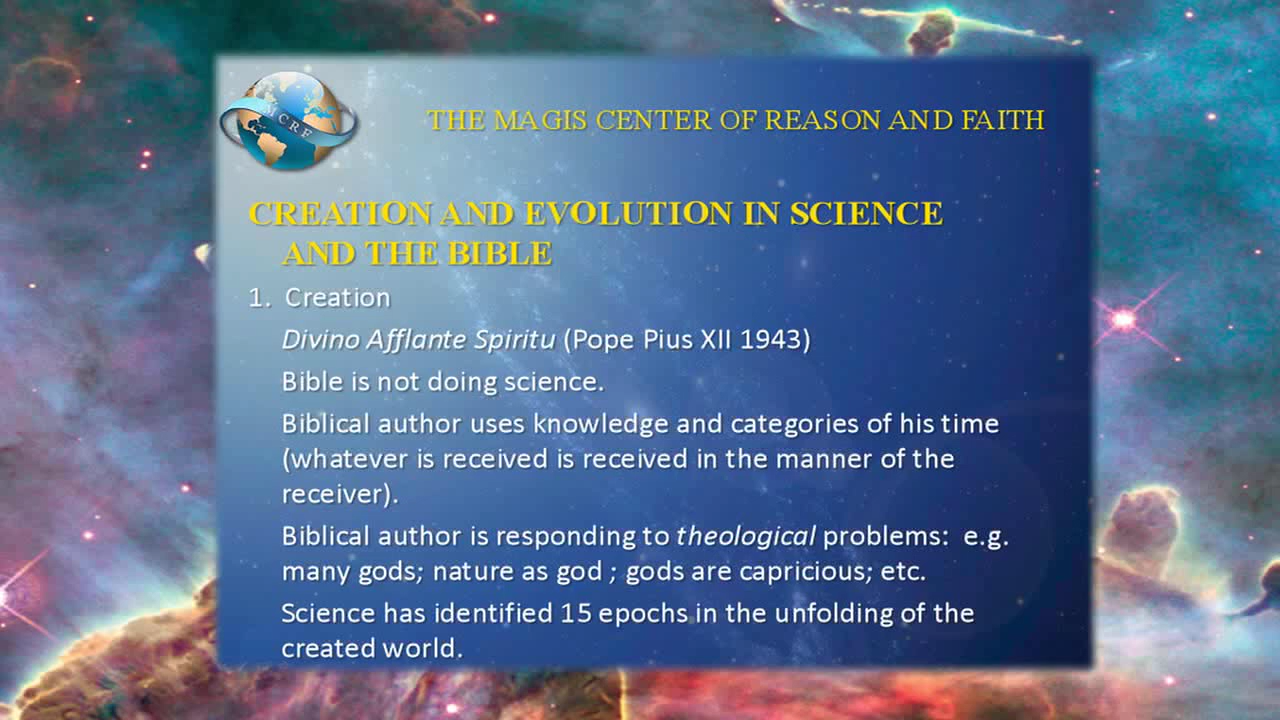 MCRF
THE MAGIS CENTER OF REASON AND FAITH
CREATION AND EVOLUTION IN SCIENCE
AND THE BIBLE
1. Creation
Divino Afflante Spiritu (Pope Pius XII 1943)
Bible is not doing science.
Biblical author uses knowledge and categories of his time
(whatever is received is received in the manner of the
receiver).
Biblical author is responding to theological problems: e.g.
many gods; nature as god ; gods are capricious; etc.
Science has identified 15 epochs in the unfolding of the
created world.